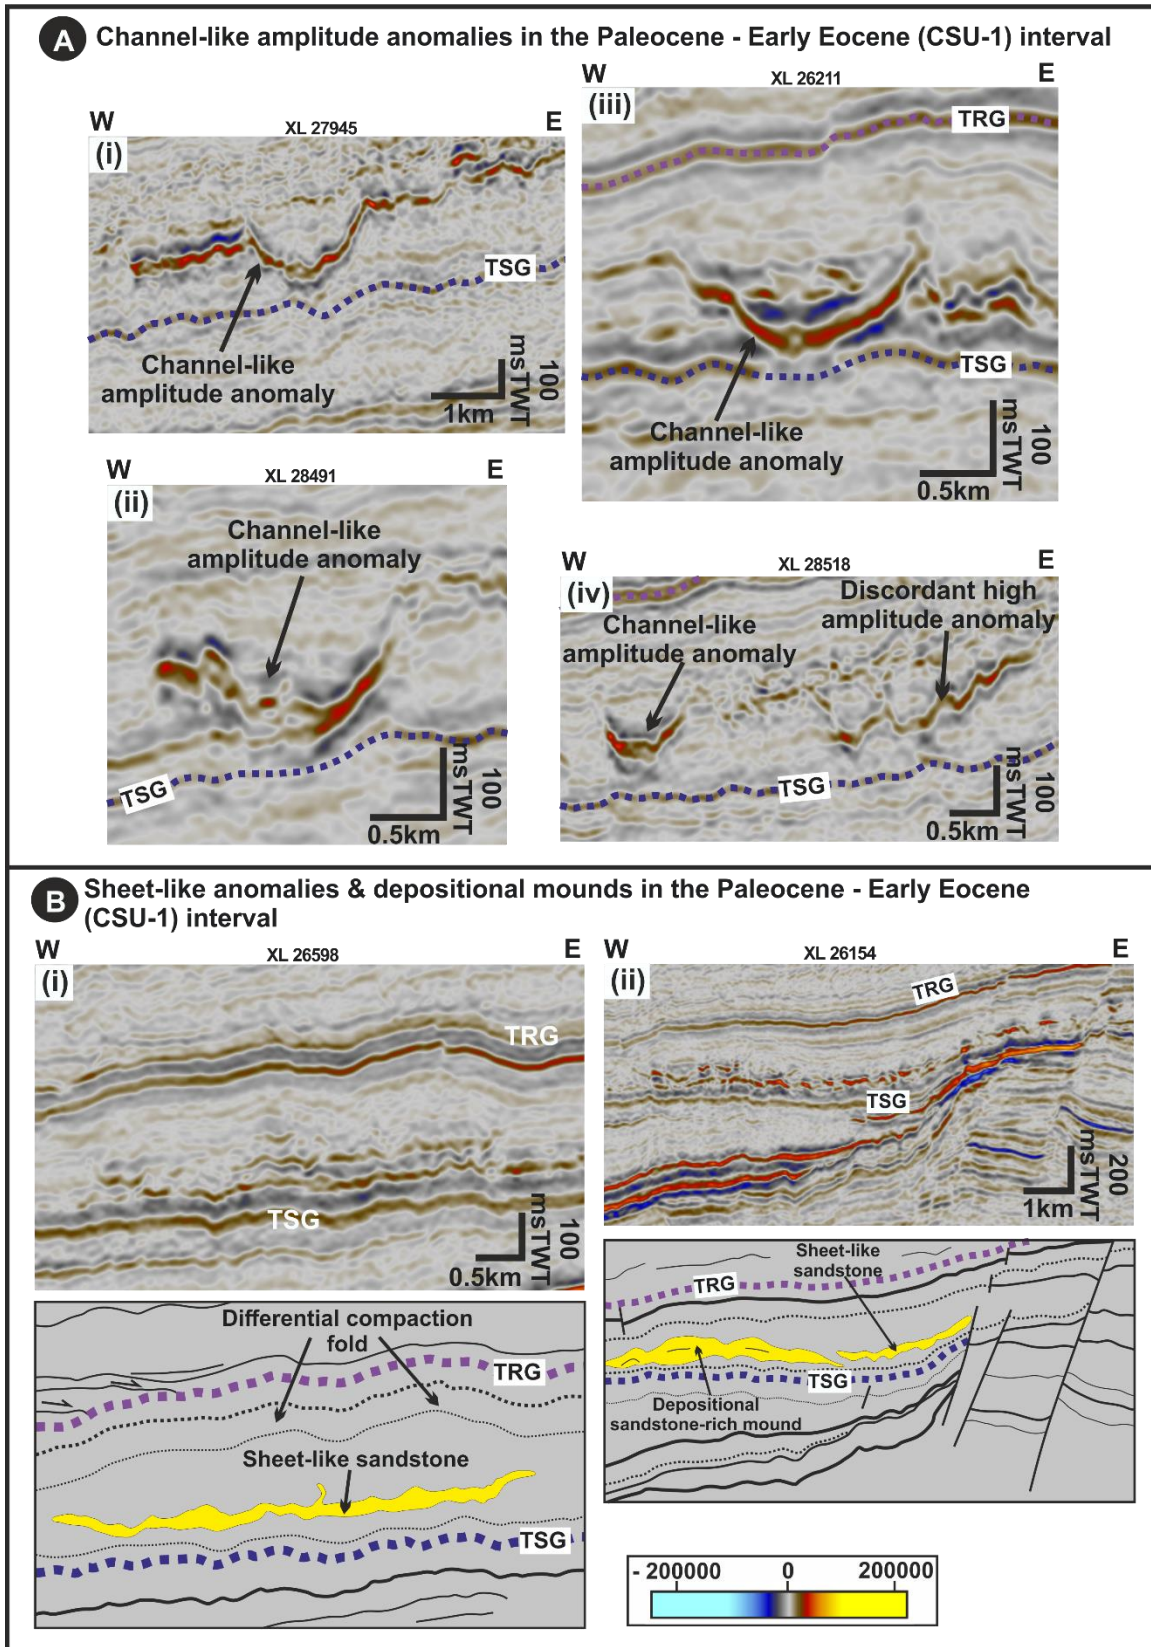 A Channel-like amplitude anomalies in the Paleocene - Early Eocene (CSU-1) interval
W XL 27945 E
(i)
TSG
Channel-like
amplitude anomaly
1km
100
msTWT
W XL 26211 E
(iii)
TRG
TSG
Channel-like
amplitude anomaly
0.5km
100
msTWT
W XL 28491 E
(ii)
Channel-like
amplitude anomaly
TSG
0.5km
100
msTWT
W XL 28518 E
(iv)
Discordant high
amplitude anomaly
Channel-like
amplitude anomaly
TSG
0.5km
100
msTWT
B Sheet-like anomalies & depositional mounds in the Paleocene - Early Eocene
(CSU-1) interval
W XL 26598 E
(i)
TRG
TSG
0.5km
100
msTWT
Differential compaction
fold
TRG
Sheet-like sandstone
TSG
W XL 26154 E
(ii)
TRG
TSG
1km
200
msTWT
Sheet-like
sandstone
TRG
TSG
Depositional
sandstone-rich mound
- 200000 0 200000